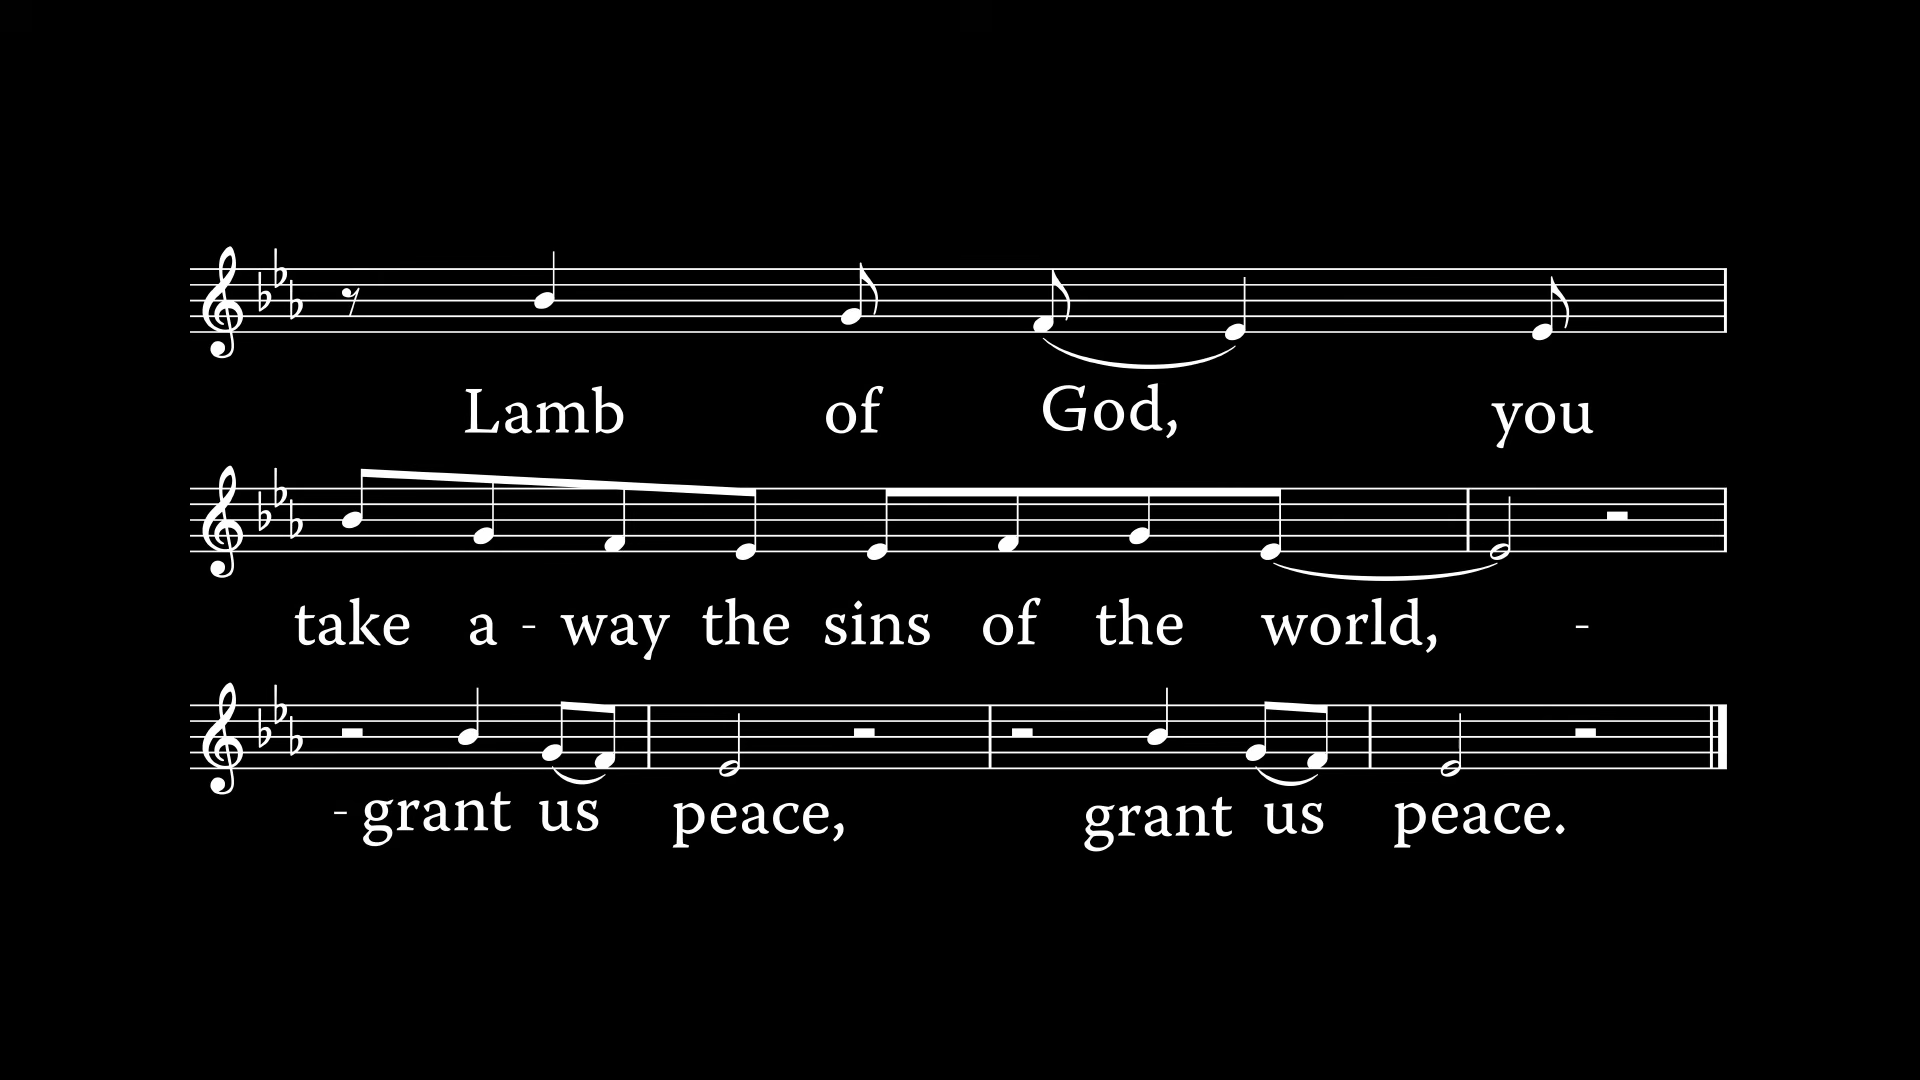 Lamb of God, you
take a - way the sins of the world, -
- grant us peace, grant us peace.